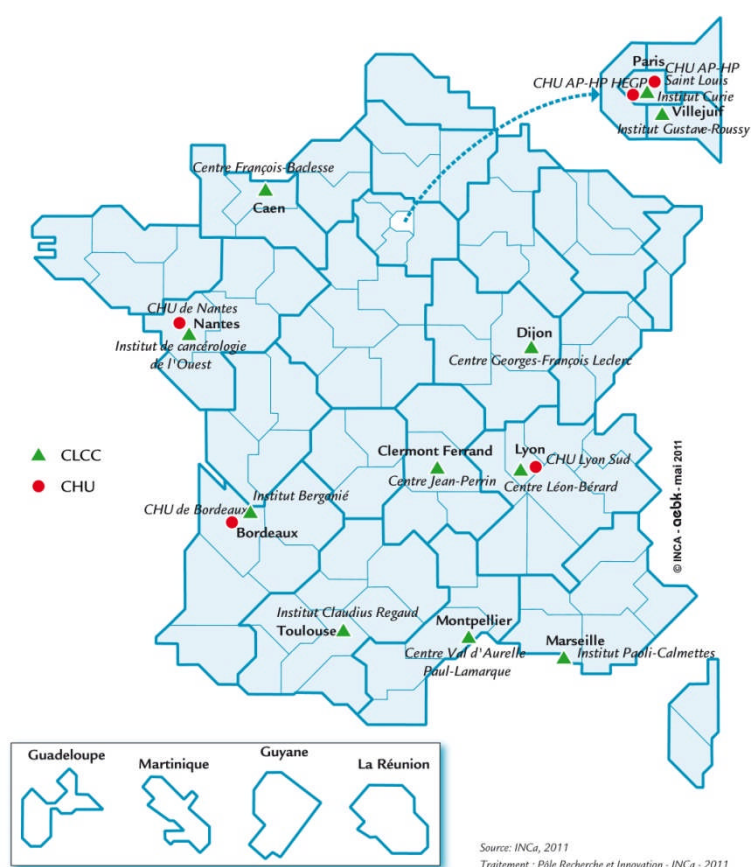 Paris
CHU AP-HP
CHU AP-HP HEGP
Saint Louis
Institut Curie
Villejuif
Institut Gustave-Roussy
Centre François-Baclesse
Caen
CHU de Nantes
Nantes
Institut de cancérologie
de l'Ouest
Dijon
Centre Georges-François Leclerc
CLCC
CHU
Clermont Ferrand
Centre Jean-Perrin
Lyon
CHU Lyon Sud
Centre Léon-Bérard
© INCA - aebk - mai 2011
Institut Berganié
CHU de Bordeaux
Bordeaux
Institut Claudius Regaud
Toulouse
Montpellier
Centre Val d'Aurelle
Paul-Lamarque
Marseille
Institut Paoli-Calmettes
Guadeloupe
Martinique
Guyane
La Réunion
Source: INCa, 2011
Traitement : Pôle Recherche et Innovation - INCa - 2011